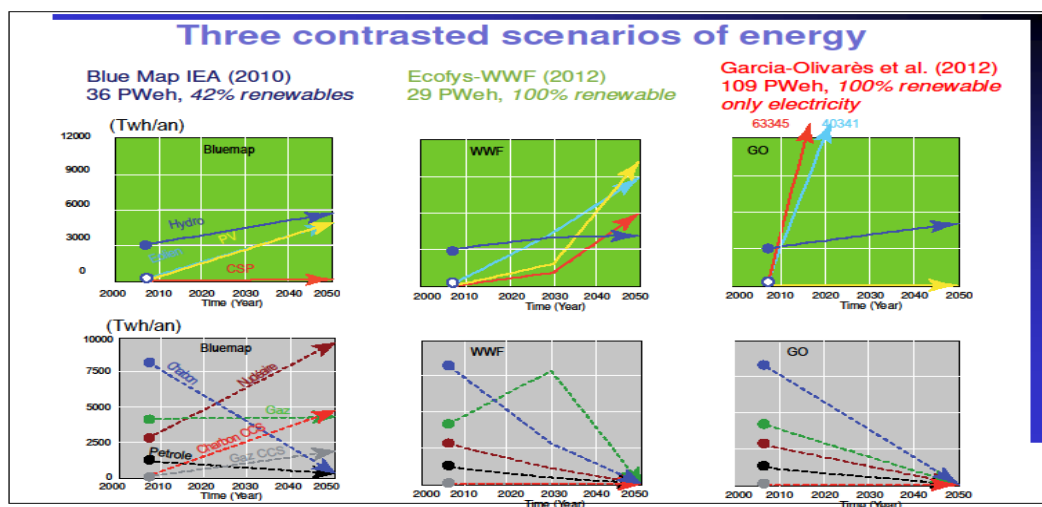 Three contrasted scenarios of energy
Blue Map IEA (2010)
36 PWeh, 42% renewables
Ecofys-WWF (2012)
29 PWeh, 100% renewable
Garcia-Olivarès et al. (2012)
109 PWeh, 100% renewable
only electricity
(Twh/an)
63345
40341
12000
9000
6000
3000
0
Bluemap
Hydro
PV
CSP
2000
2010
2020
2030
2040
2050
Time (Year)
WWF
2000
2010
2020
2030
2040
2050
Time (Year)
GO
2000
2010
2020
2030
2040
2050
Time (Year)
(Twh/an)
10000
7500
5000
2500
0
Bluemap
Charbon
Nucléaire
Gaz
Charbon CCS
Petrole
Gaz CCS
2000
2010
2020
2030
2040
2050
Time (Year)
WWF
2000
2010
2020
2030
2040
2050
Time (Year)
GO
2000
2010
2020
2030
2040
2050
Time (Year)